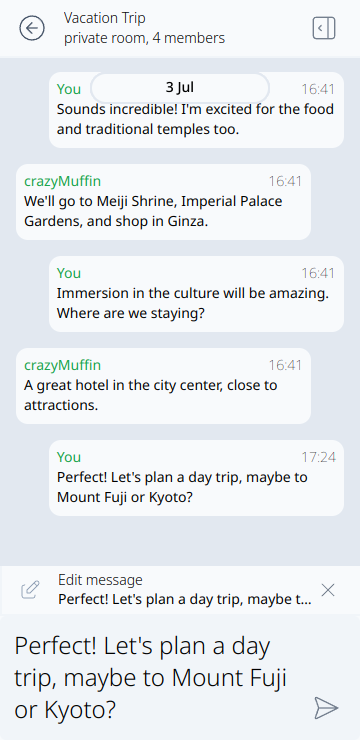 Vacation Trip
private room, 4 members
3 Jul
You 16:41
Sounds incredible! I'm excited for the food
and traditional temples too.
crazyMuffin 16:41
We'll go to Meiji Shrine, Imperial Palace
Gardens, and shop in Ginza.
You 16:41
Immersion in the culture will be amazing.
Where are we staying?
crazyMuffin 16:41
A great hotel in the city center, close to
attractions.
You 17:24
Perfect! Let's plan a day trip, maybe to
Mount Fuji or Kyoto?
Edit message
Perfect! Let's plan a day trip, maybe t...
Perfect! Let's plan a day
trip, maybe to Mount Fuji
or Kyoto?